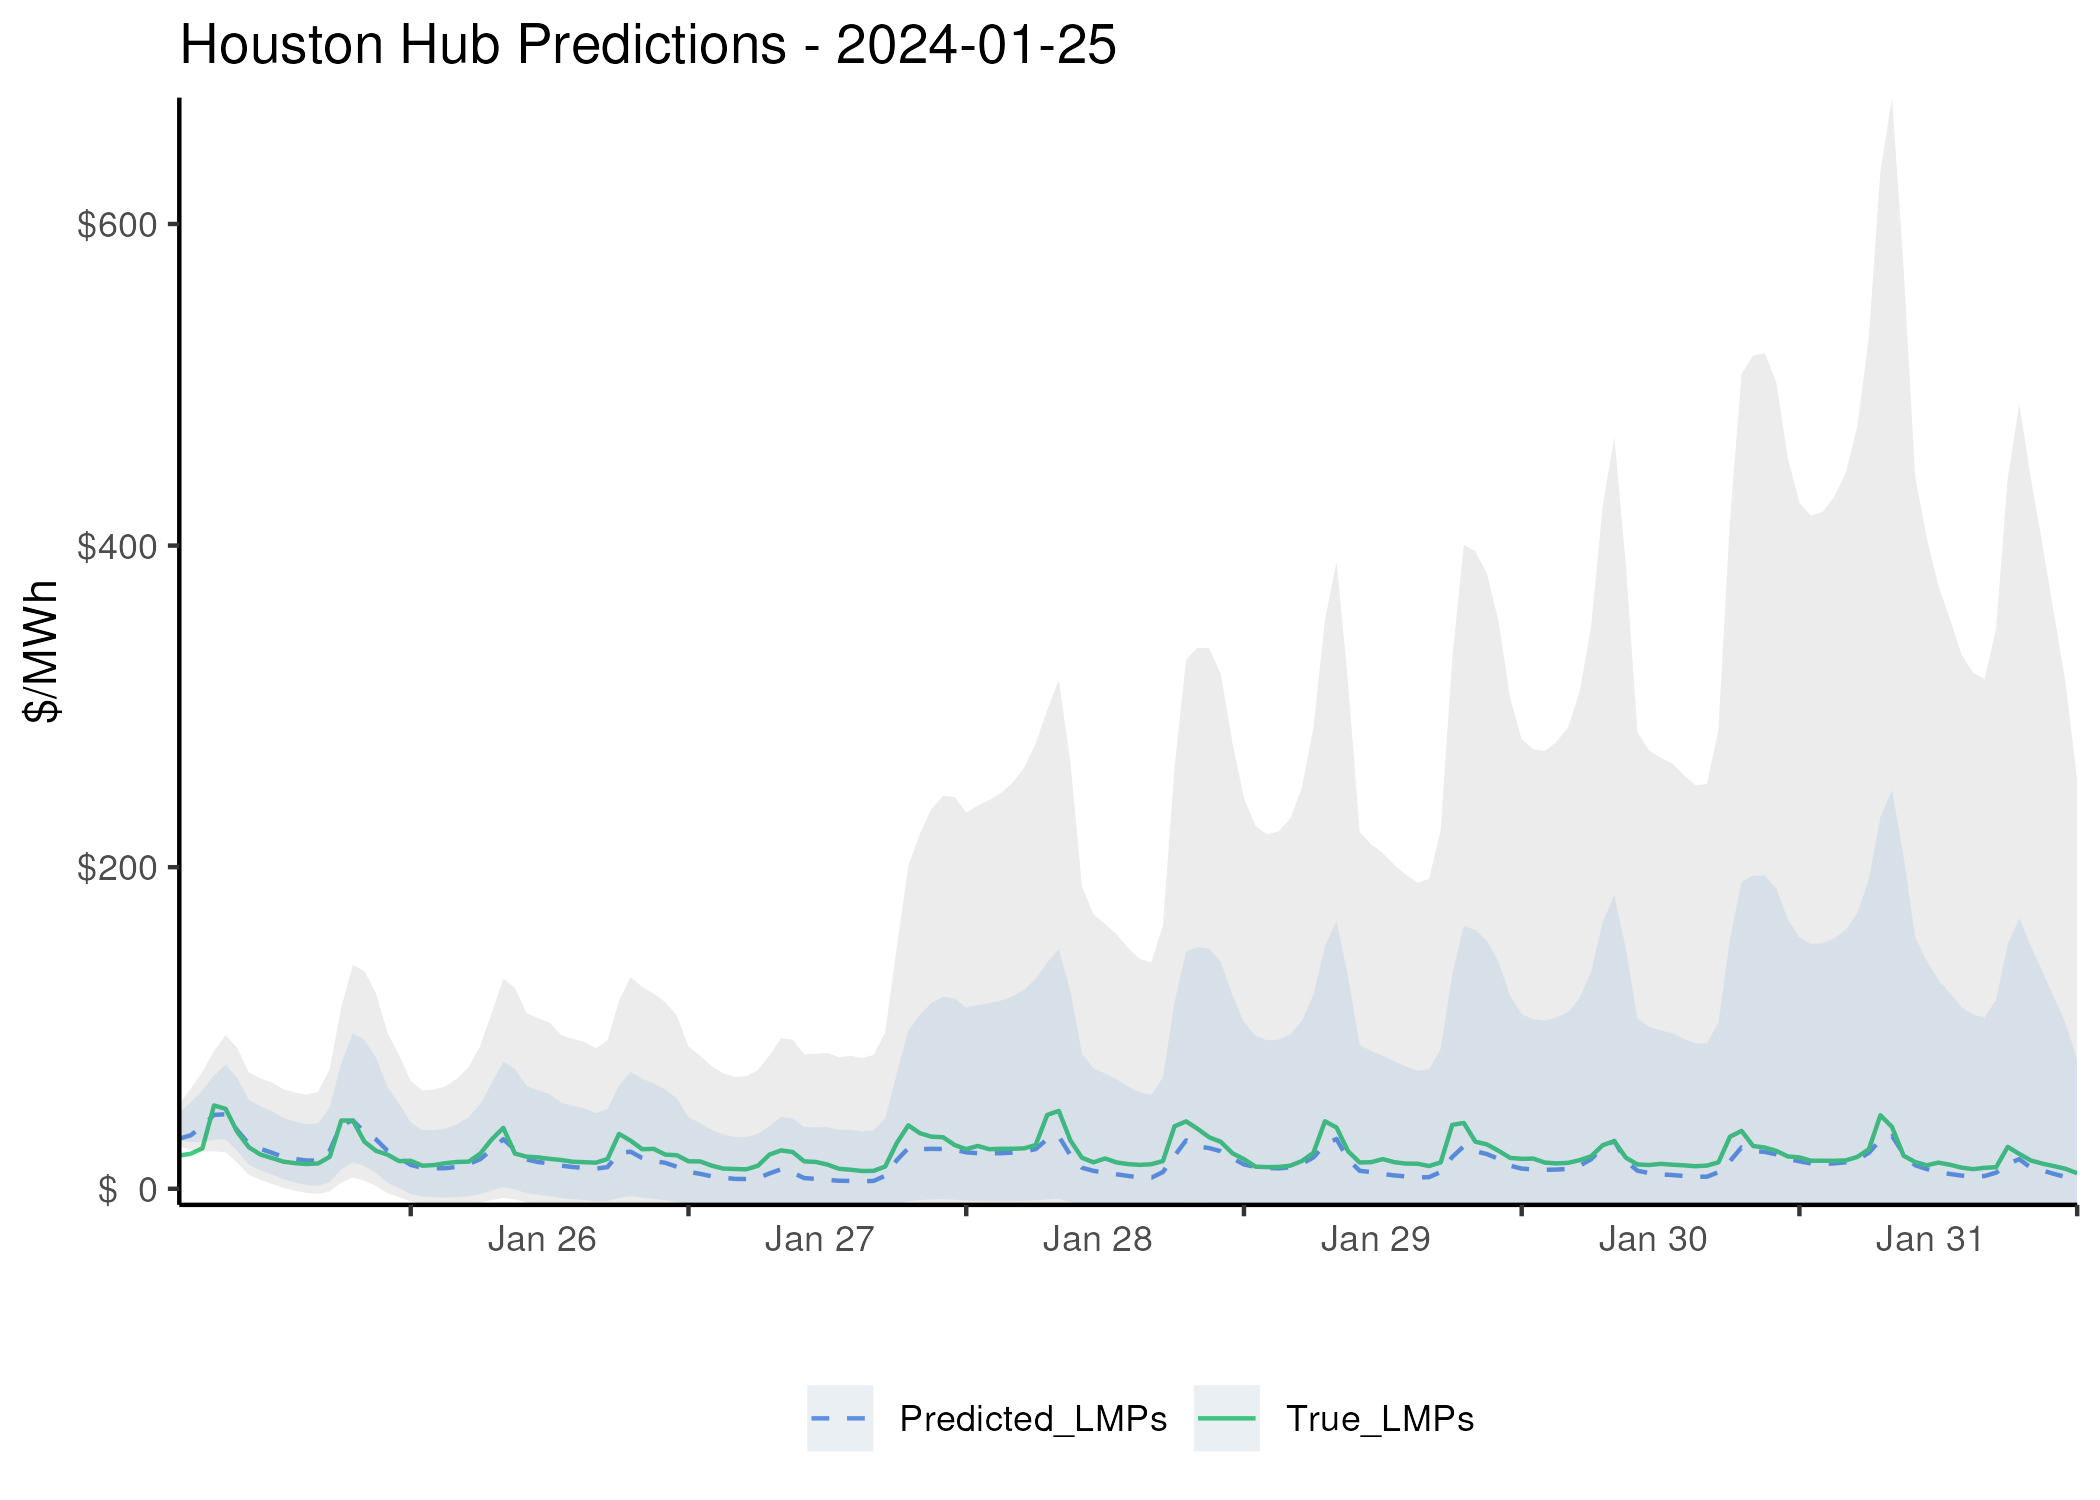 Houston Hub Predictions - 2024-01-25
$/MWh
$600
$400
$200
$  0
Jan 26 Jan 27 Jan 28 Jan 29 Jan 30 Jan 31
Predicted_LMPs True_LMPs